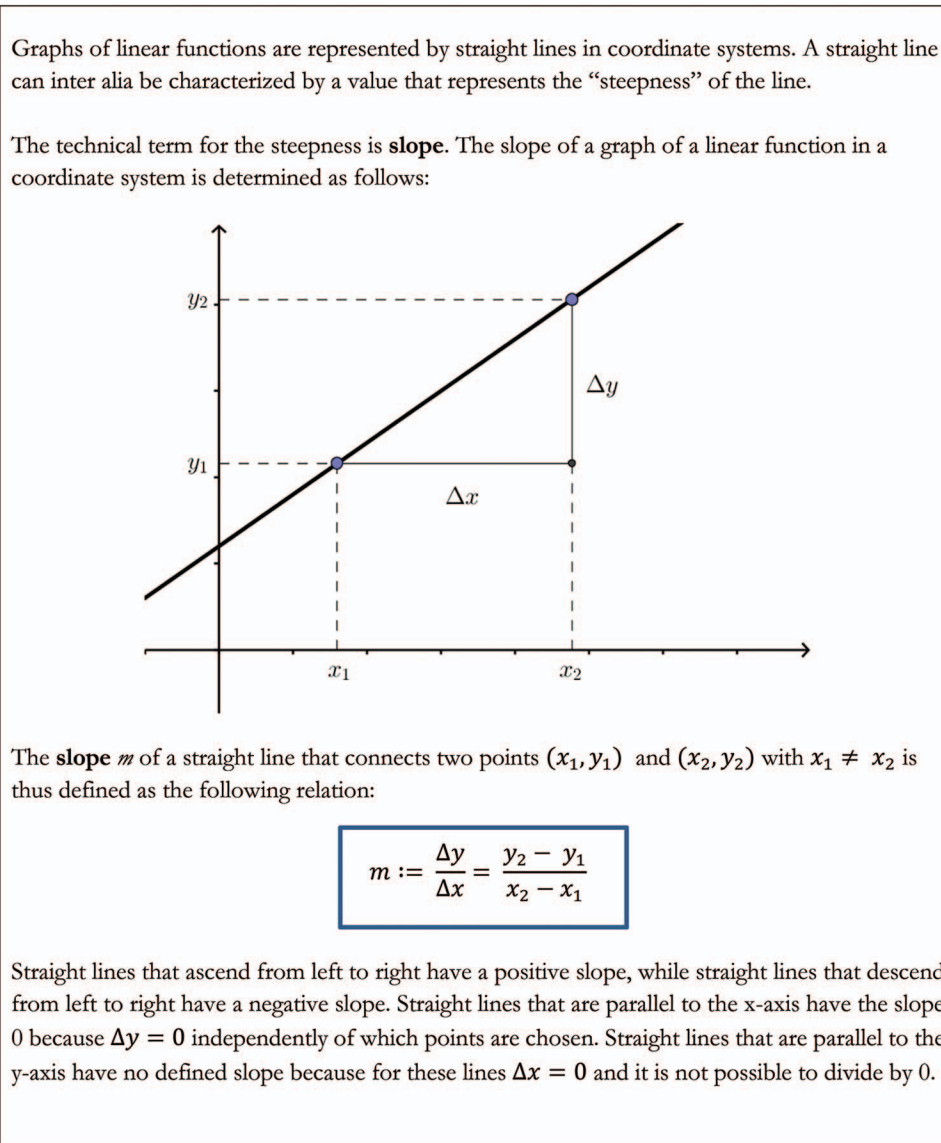 Graphs of linear functions are represented by straight lines in coordinate systems. A straight line
can inter alia be characterized by a value that represents the “steepness” of the line.
The technical term for the steepness is slope. The slope of a graph of a linear function in a
coordinate system is determined as follows:
y₂
Δy
y₁
Δx
x₁ x₂
The slope m of a straight line that connects two points (x₁, y₁) and (x₂, y₂) with x₁ ≠ x₂ is
thus defined as the following relation:
m := Δy/Δx = (y₂ − y₁)/(x₂ − x₁)
Straight lines that ascend from left to right have a positive slope, while straight lines that descend
from left to right have a negative slope. Straight lines that are parallel to the x-axis have the slope
0 because Δy = 0 independently of which points are chosen. Straight lines that are parallel to the
y-axis have no defined slope because for these lines Δx = 0 and it is not possible to divide by 0.